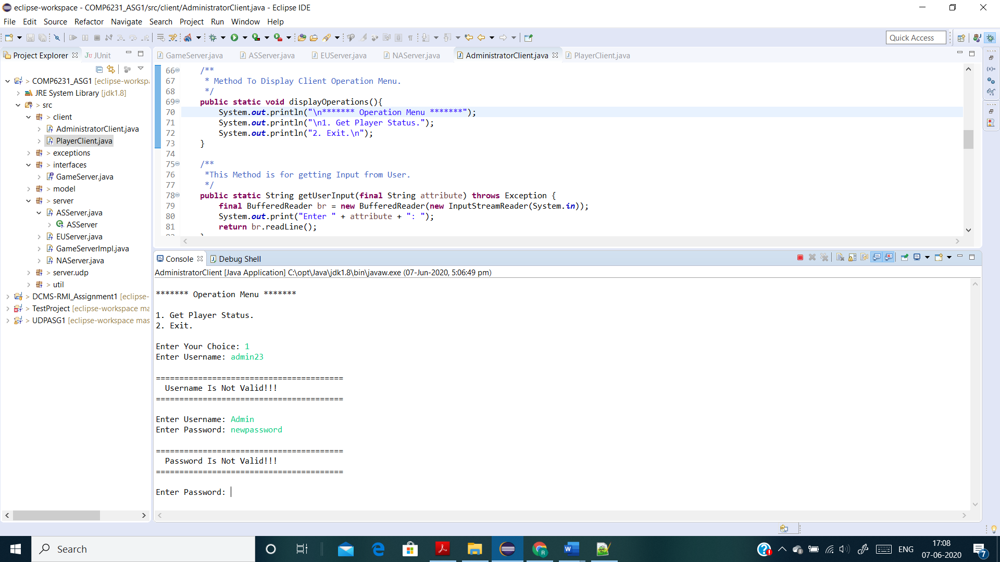 eclipse-workspace - COMP6231_ASG1/src/client/AdministratorClient.java - Eclipse IDE
File Edit Source Refactor Navigate Search Project Run Window Help
Quick Access
Project Explorer
JUnit
COMP6231_ASG1 [eclipse-worksp
JRE System Library [jdk1.8]
> src
> client
AdministratorClient.java
PlayerClient.java
> exceptions
> interfaces
GameServer.java
> model
> server
ASServer.java
ASServer
EUServer.java
GameServerImpl.java
NAServer.java
> server.udp
> util
> DCMS-RMI_Assignment1 [eclipse-
> TestProject [eclipse-workspace ma
> UDPASG1 [eclipse-workspace mas
GameServer.java ASServer.java EUServer.java NAServer.java AdministratorClient.java PlayerClient.java
66 /**
67 * Method To Display Client Operation Menu.
68 */
69 public static void displayOperations(){
70 System.out.println("\n******* Operation Menu *******");
71 System.out.println("\n1. Get Player Status.");
72 System.out.println("2. Exit.\n");
73 }
74
75 /**
76 *This Method is for getting Input from User.
77 */
78 public static String getUserInput(final String attribute) throws Exception {
79 final BufferedReader br = new BufferedReader(new InputStreamReader(System.in));
80 System.out.print("Enter " + attribute + ": ");
81 return br.readLine();
Console Debug Shell
AdministratorClient [Java Application] C:\opt\Java\jdk1.8\bin\javaw.exe (07-Jun-2020, 5:06:49 pm)
******* Operation Menu *******
1. Get Player Status.
2. Exit.
Enter Your Choice: 1
Enter Username: admin23
========================================
Username Is Not Valid!!!
========================================
Enter Username: Admin
Enter Password: newpassword
========================================
Password Is Not Valid!!!
========================================
Enter Password:
Search
ENG
17:08
07-06-2020
7